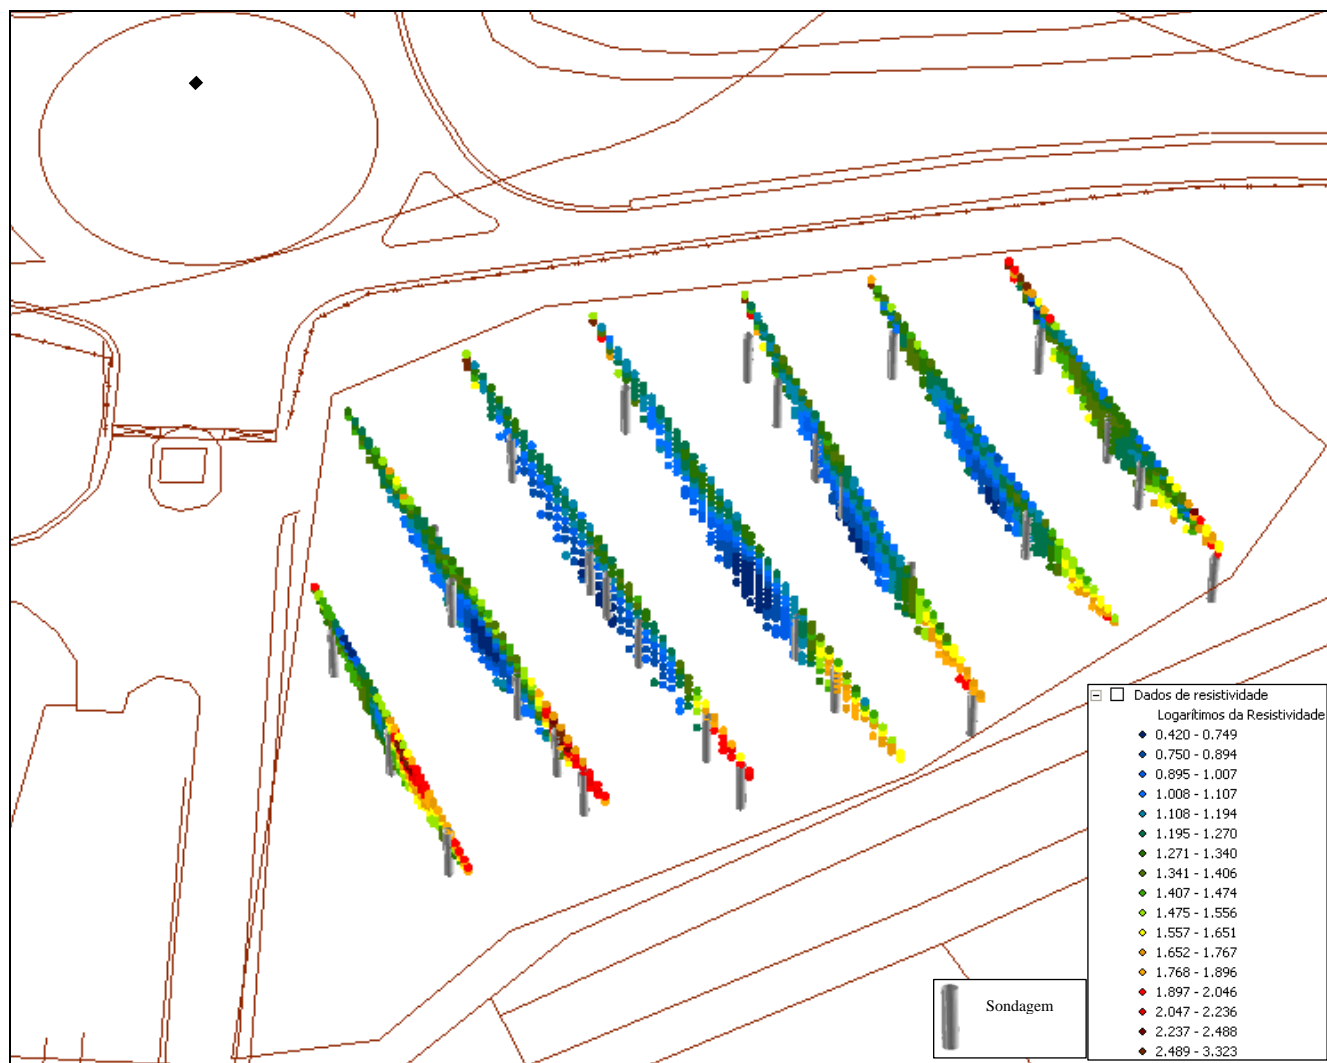 Dados de resistividade
Logarítimos da Resistividade
0.420 - 0.749
0.750 - 0.894
0.895 - 1.007
1.008 - 1.107
1.108 - 1.194
1.195 - 1.270
1.271 - 1.340
1.341 - 1.406
1.407 - 1.474
1.475 - 1.556
1.557 - 1.651
1.652 - 1.767
1.768 - 1.896
1.897 - 2.046
2.047 - 2.236
2.237 - 2.488
2.489 - 3.323
Sondagem